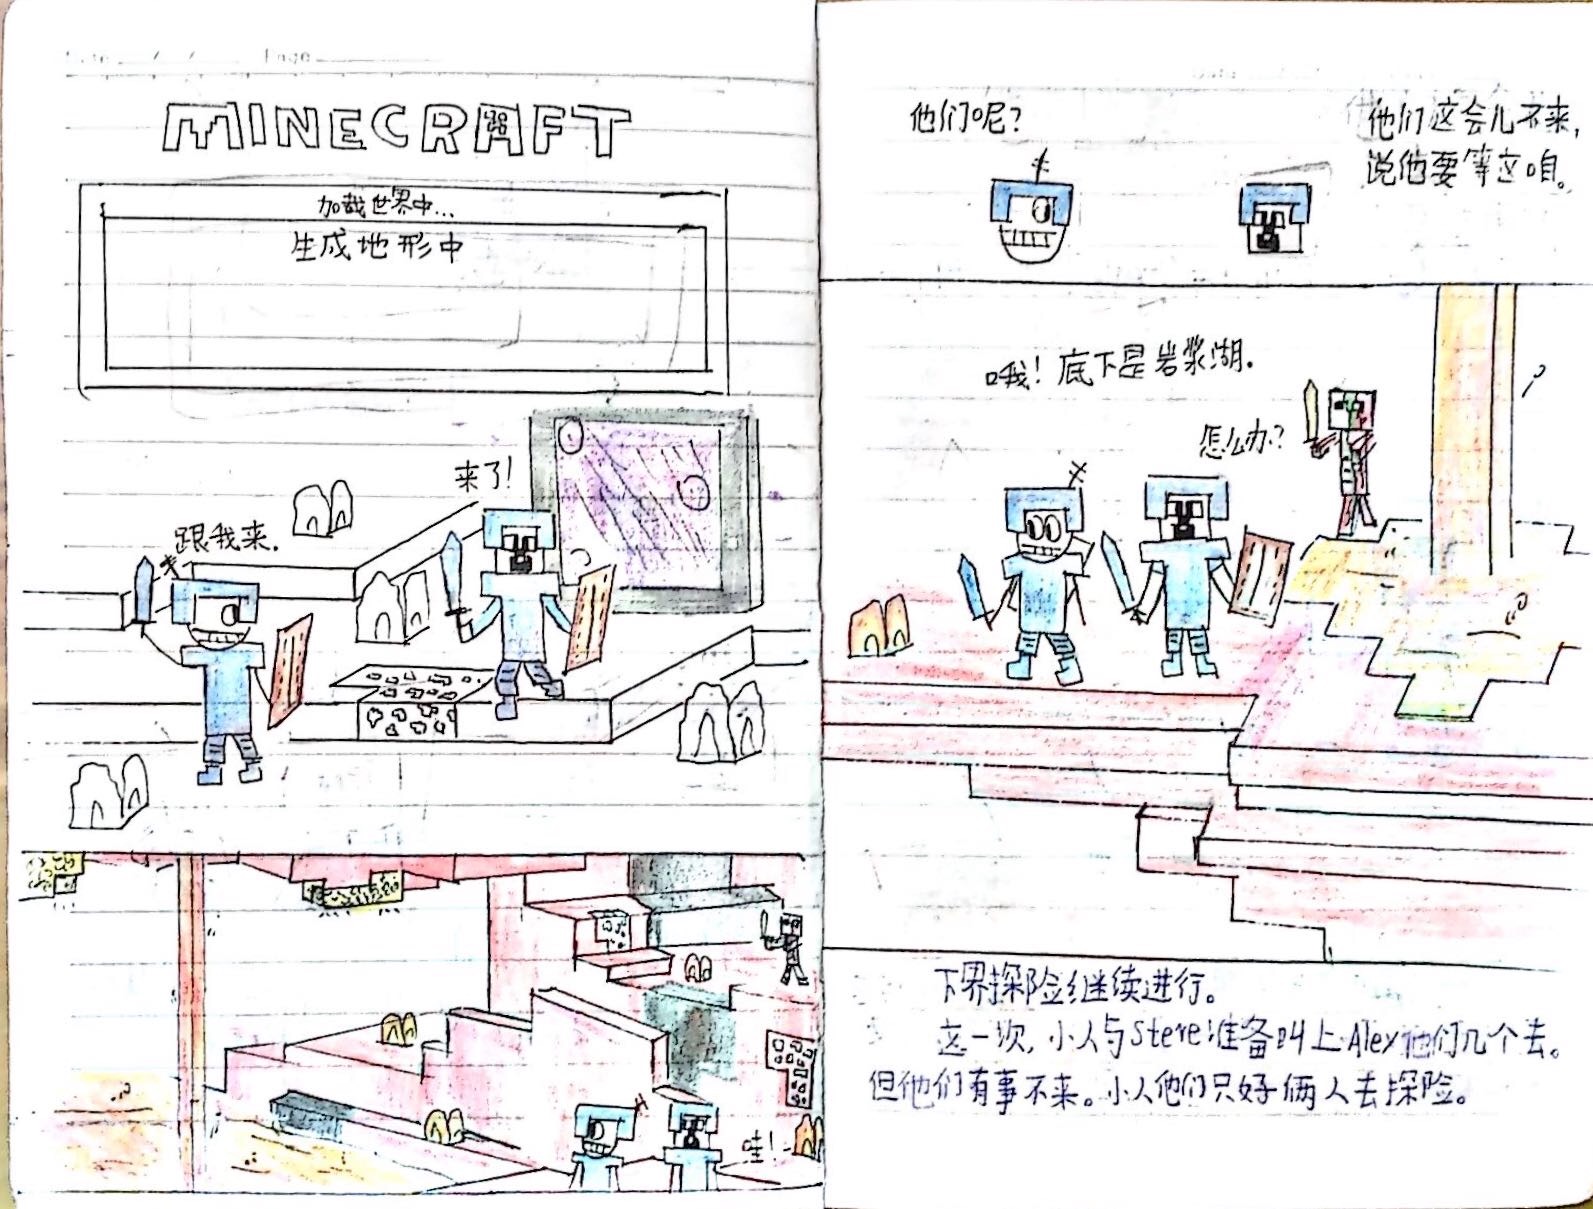 Date / / Page
MINECRAFT
加载世界中...
生成地形中
来了!
跟我来.
哇!
他们呢?
他们这会儿不来,
说他要等这咱。
哦! 底下是岩浆湖.
怎么办?
下界探险继续进行。
这一次, 小人与Steve准备叫上Alex他们几个去。
但他们有事不来。小人他们只好俩人去探险。